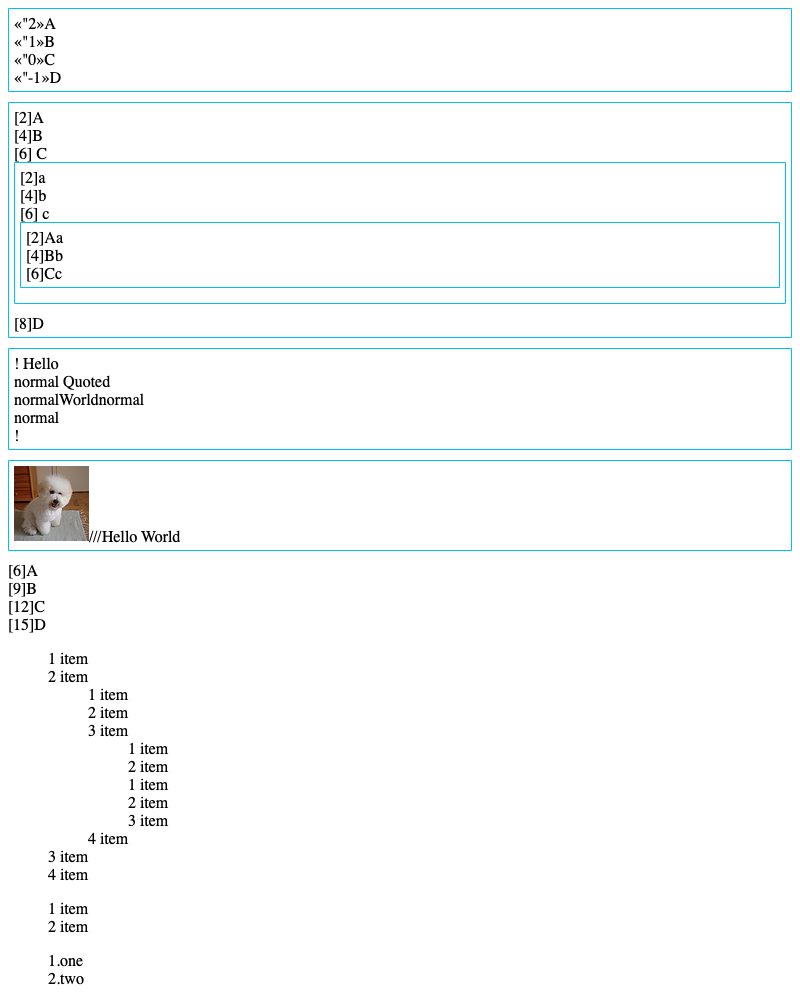 «"2»A
«"1»B
«"0»C
«"-1»D
[2]A
[4]B
[6] C
[2]a
[4]b
[6] c
[2]Aa
[4]Bb
[6]Cc
[8]D
! Hello
normal Quoted
normalWorldnormal
normal
!
///Hello World
[6]A
[9]B
[12]C
[15]D
1 item
2 item
1 item
2 item
3 item
1 item
2 item
1 item
2 item
3 item
4 item
3 item
4 item
1 item
2 item
1.one
2.two